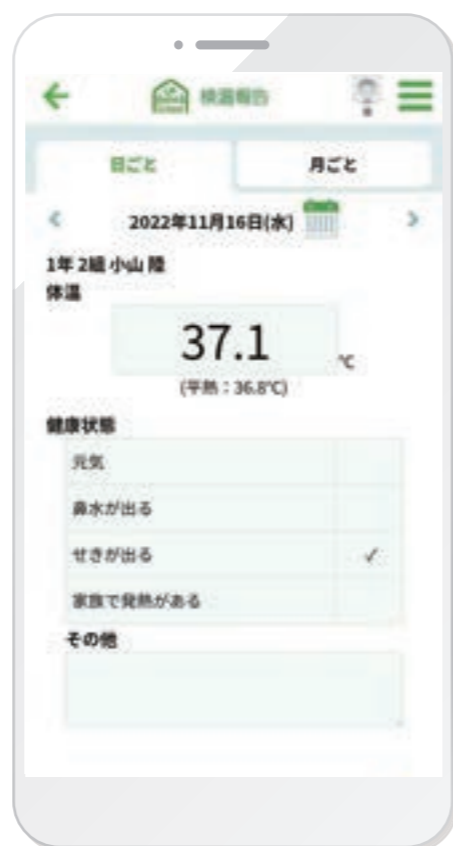 検温報告
日ごと
月ごと
2022年11月16日(水)
1年 2組 小山 陸
体温
37.1 ℃
(平熱：36.8℃)
健康状態
元気
鼻水が出る
せきが出る ✓
家族で発熱がある
その他